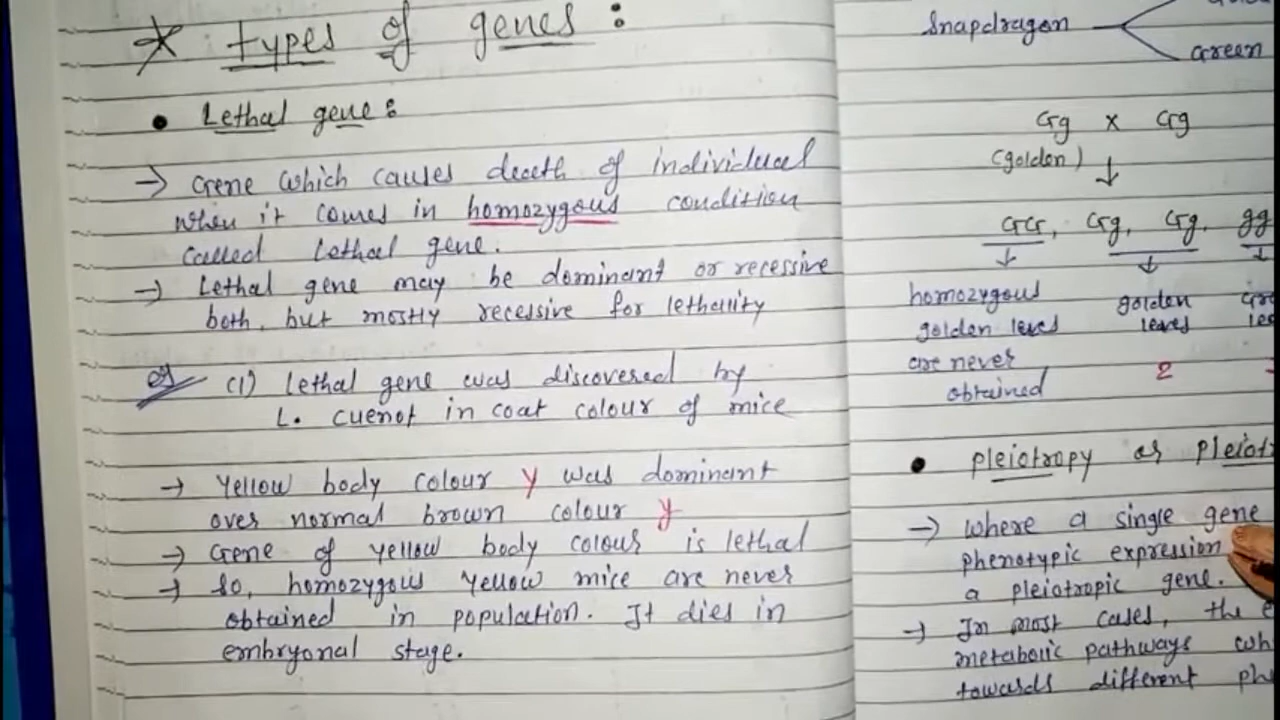 * Types of genes :
• Lethal gene :
→ Gene which causes death of individual
when it comes in homozygous condition
called lethal gene.
→ Lethal gene may be dominant or recessive
both, but mostly recessive for lethality
eg (1) Lethal gene was discovered by
L. cuenot in coat colour of mice
→ Yellow body colour Y was dominant
over normal brown colour y
→ Gene of yellow body colour is lethal
→ so, homozygous yellow mice are never
obtained in population. It dies in
embryonal stage.
Snapdragon
Green
Gg x Gg
(golden) ↓
GG, Gg, Gg, gg
↓ ↓ ↓
homozygous golden
golden leves leaves
are never
obtained 2
• pleiotropy or
→ where a single gene
phenotypic expression
a pleiotropic gene.
→ In most cases, the
metabolic pathways
towards different